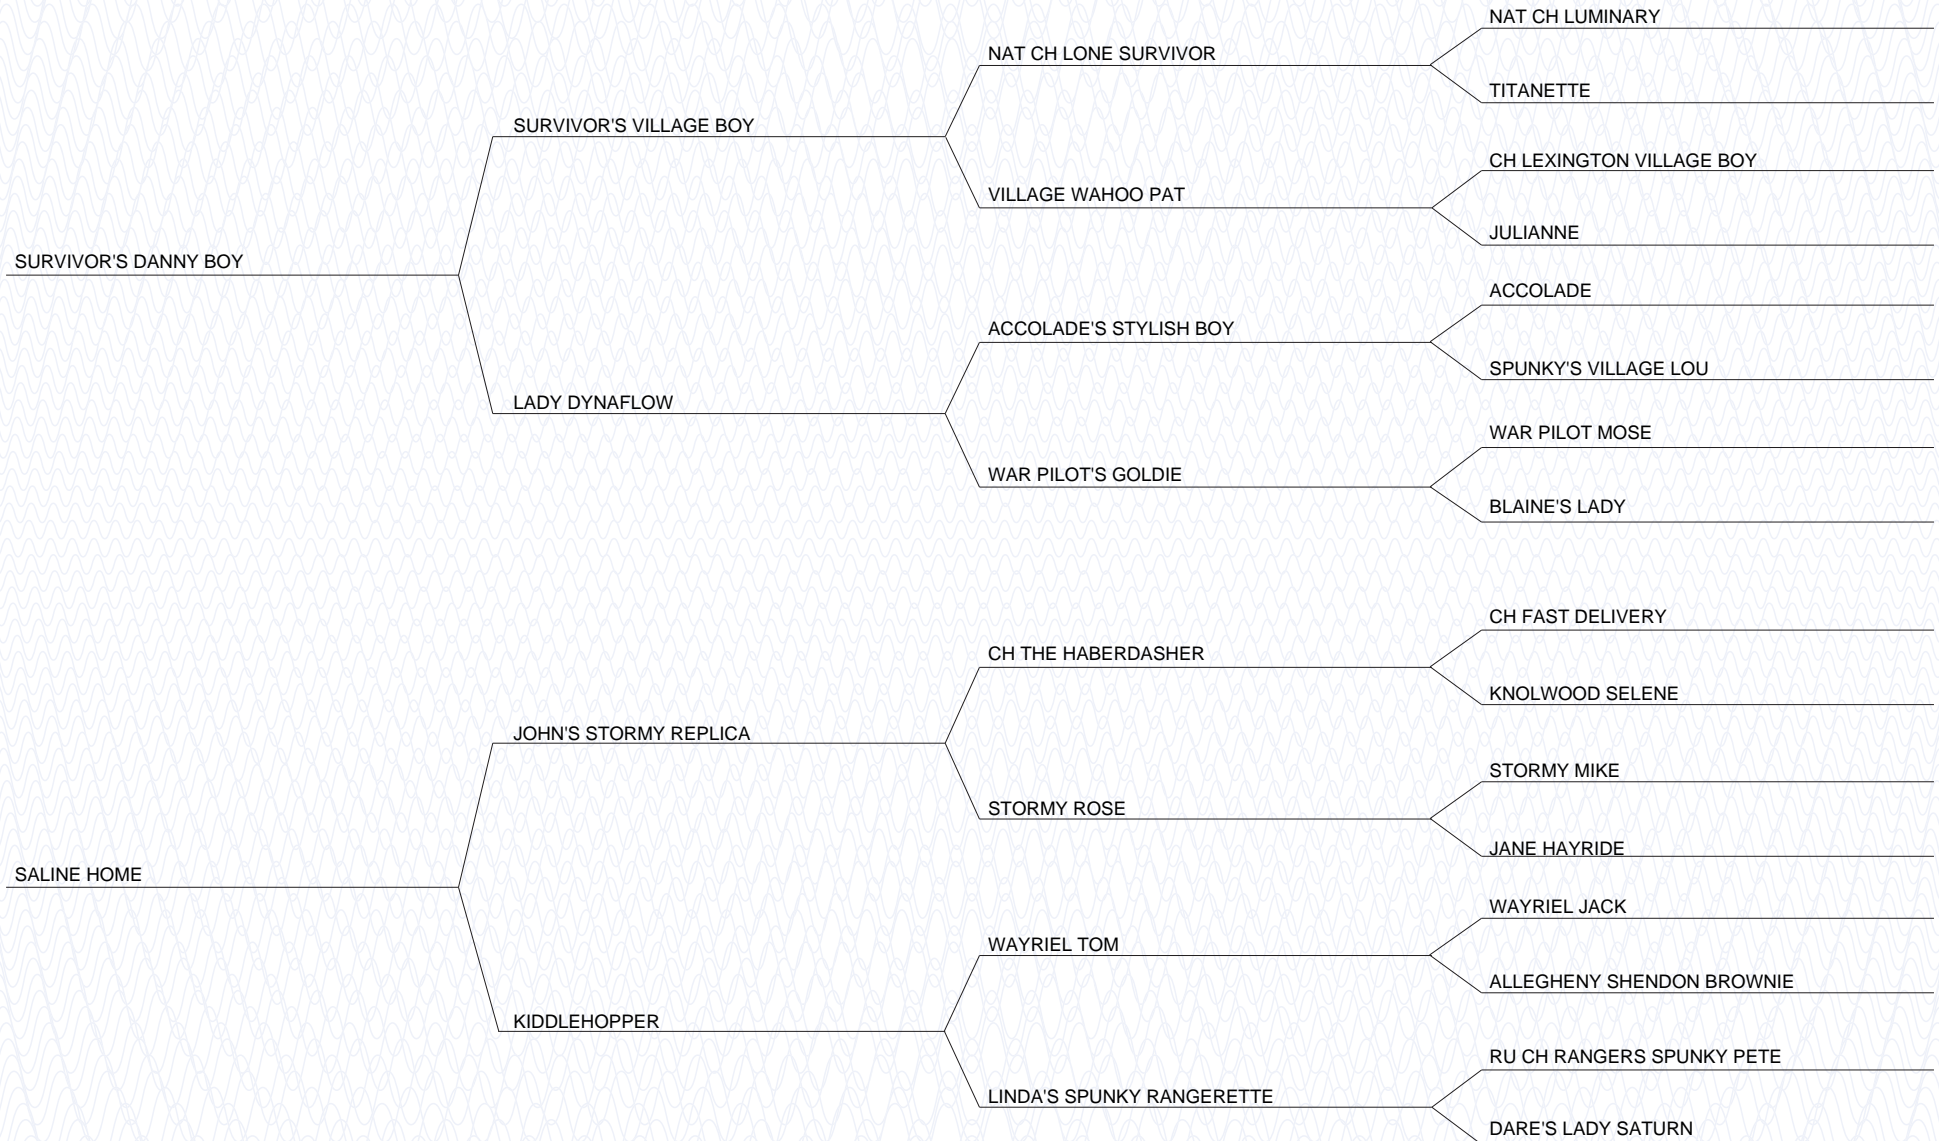 NAT CH LUMINARY
NAT CH LONE SURVIVOR
TITANETTE
SURVIVOR'S VILLAGE BOY
CH LEXINGTON VILLAGE BOY
VILLAGE WAHOO PAT
JULIANNE
SURVIVOR'S DANNY BOY
ACCOLADE
ACCOLADE'S STYLISH BOY
SPUNKY'S VILLAGE LOU
LADY DYNAFLOW
WAR PILOT MOSE
WAR PILOT'S GOLDIE
BLAINE'S LADY
CH FAST DELIVERY
CH THE HABERDASHER
KNOLWOOD SELENE
JOHN'S STORMY REPLICA
STORMY MIKE
STORMY ROSE
JANE HAYRIDE
SALINE HOME
WAYRIEL JACK
WAYRIEL TOM
ALLEGHENY SHENDON BROWNIE
KIDDLEHOPPER
RU CH RANGERS SPUNKY PETE
LINDA'S SPUNKY RANGERETTE
DARE'S LADY SATURN